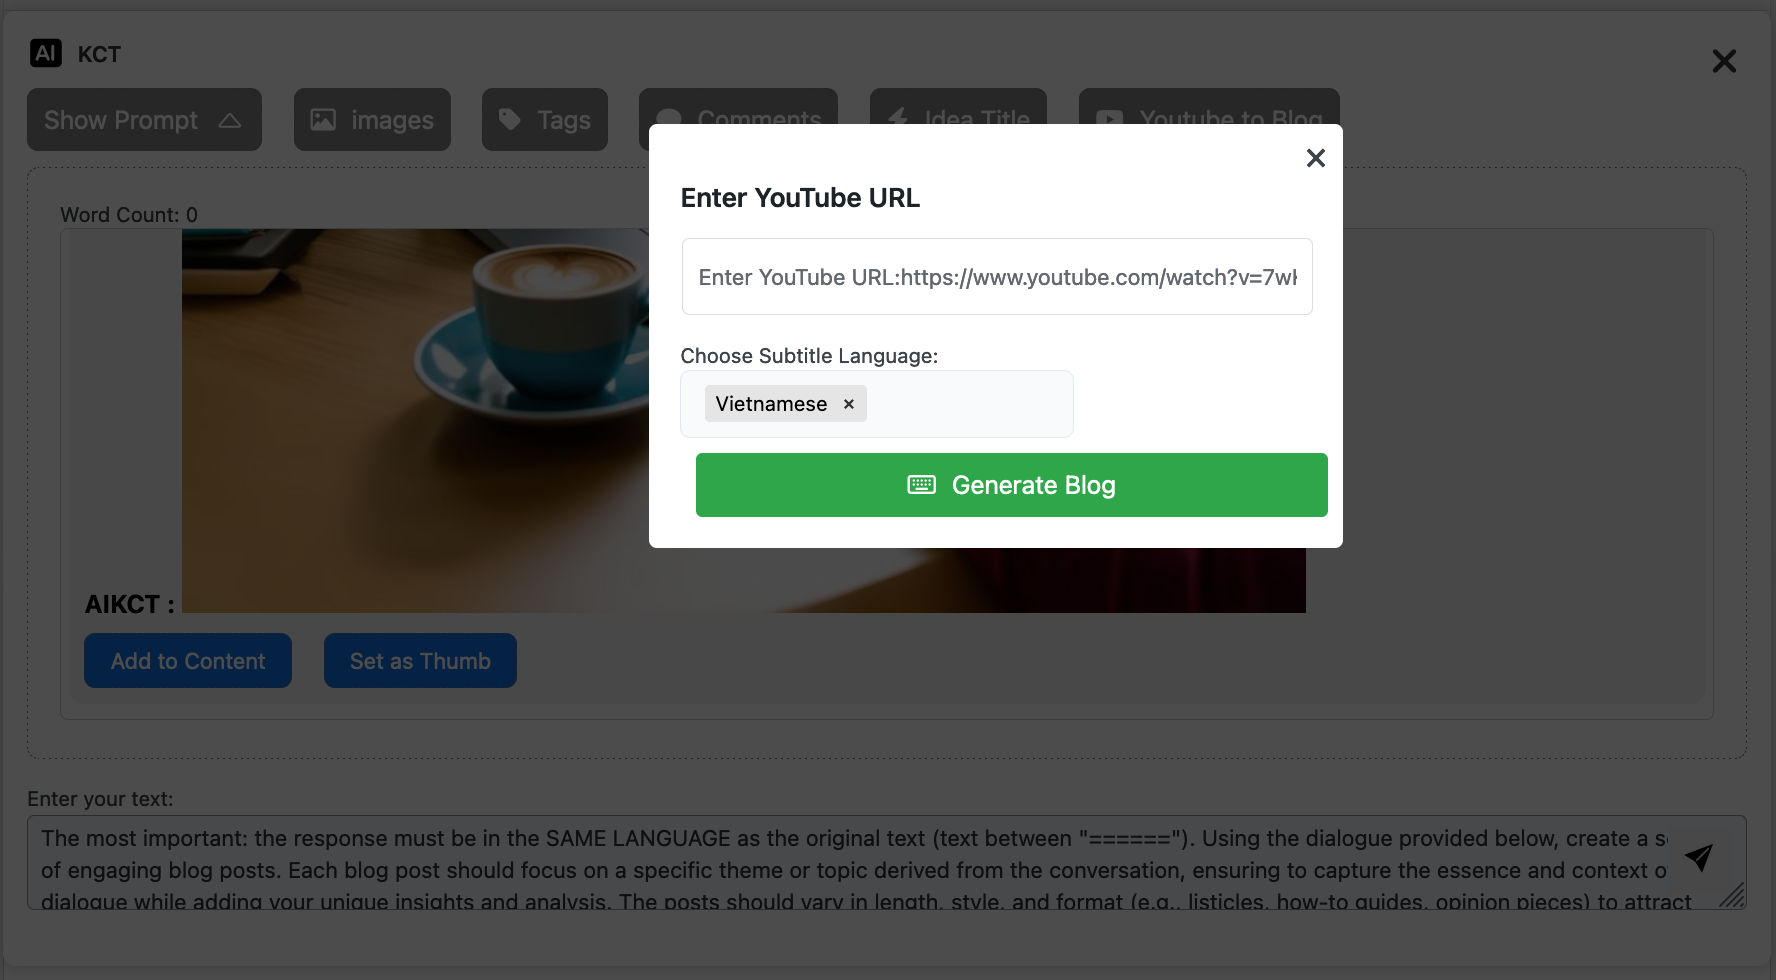 AI KCT
Show Prompt
images
Tags
Comments
Idea Title
Youtube to Blog
Enter YouTube URL
Enter YouTube URL:https://www.youtube.com/watch?v=7w
Choose Subtitle Language:
Vietnamese ×
Generate Blog
Word Count: 0
AIKCT :
Add to Content
Set as Thumb
Enter your text:
The most important: the response must be in the SAME LANGUAGE as the original text (text between "======"). Using the dialogue provided below, create a s
of engaging blog posts. Each blog post should focus on a specific theme or topic derived from the conversation, ensuring to capture the essence and context o
dialogue while adding your unique insights and analysis. The posts should vary in length, style, and format (e.g., listicles, how-to guides, opinion pieces) to attract